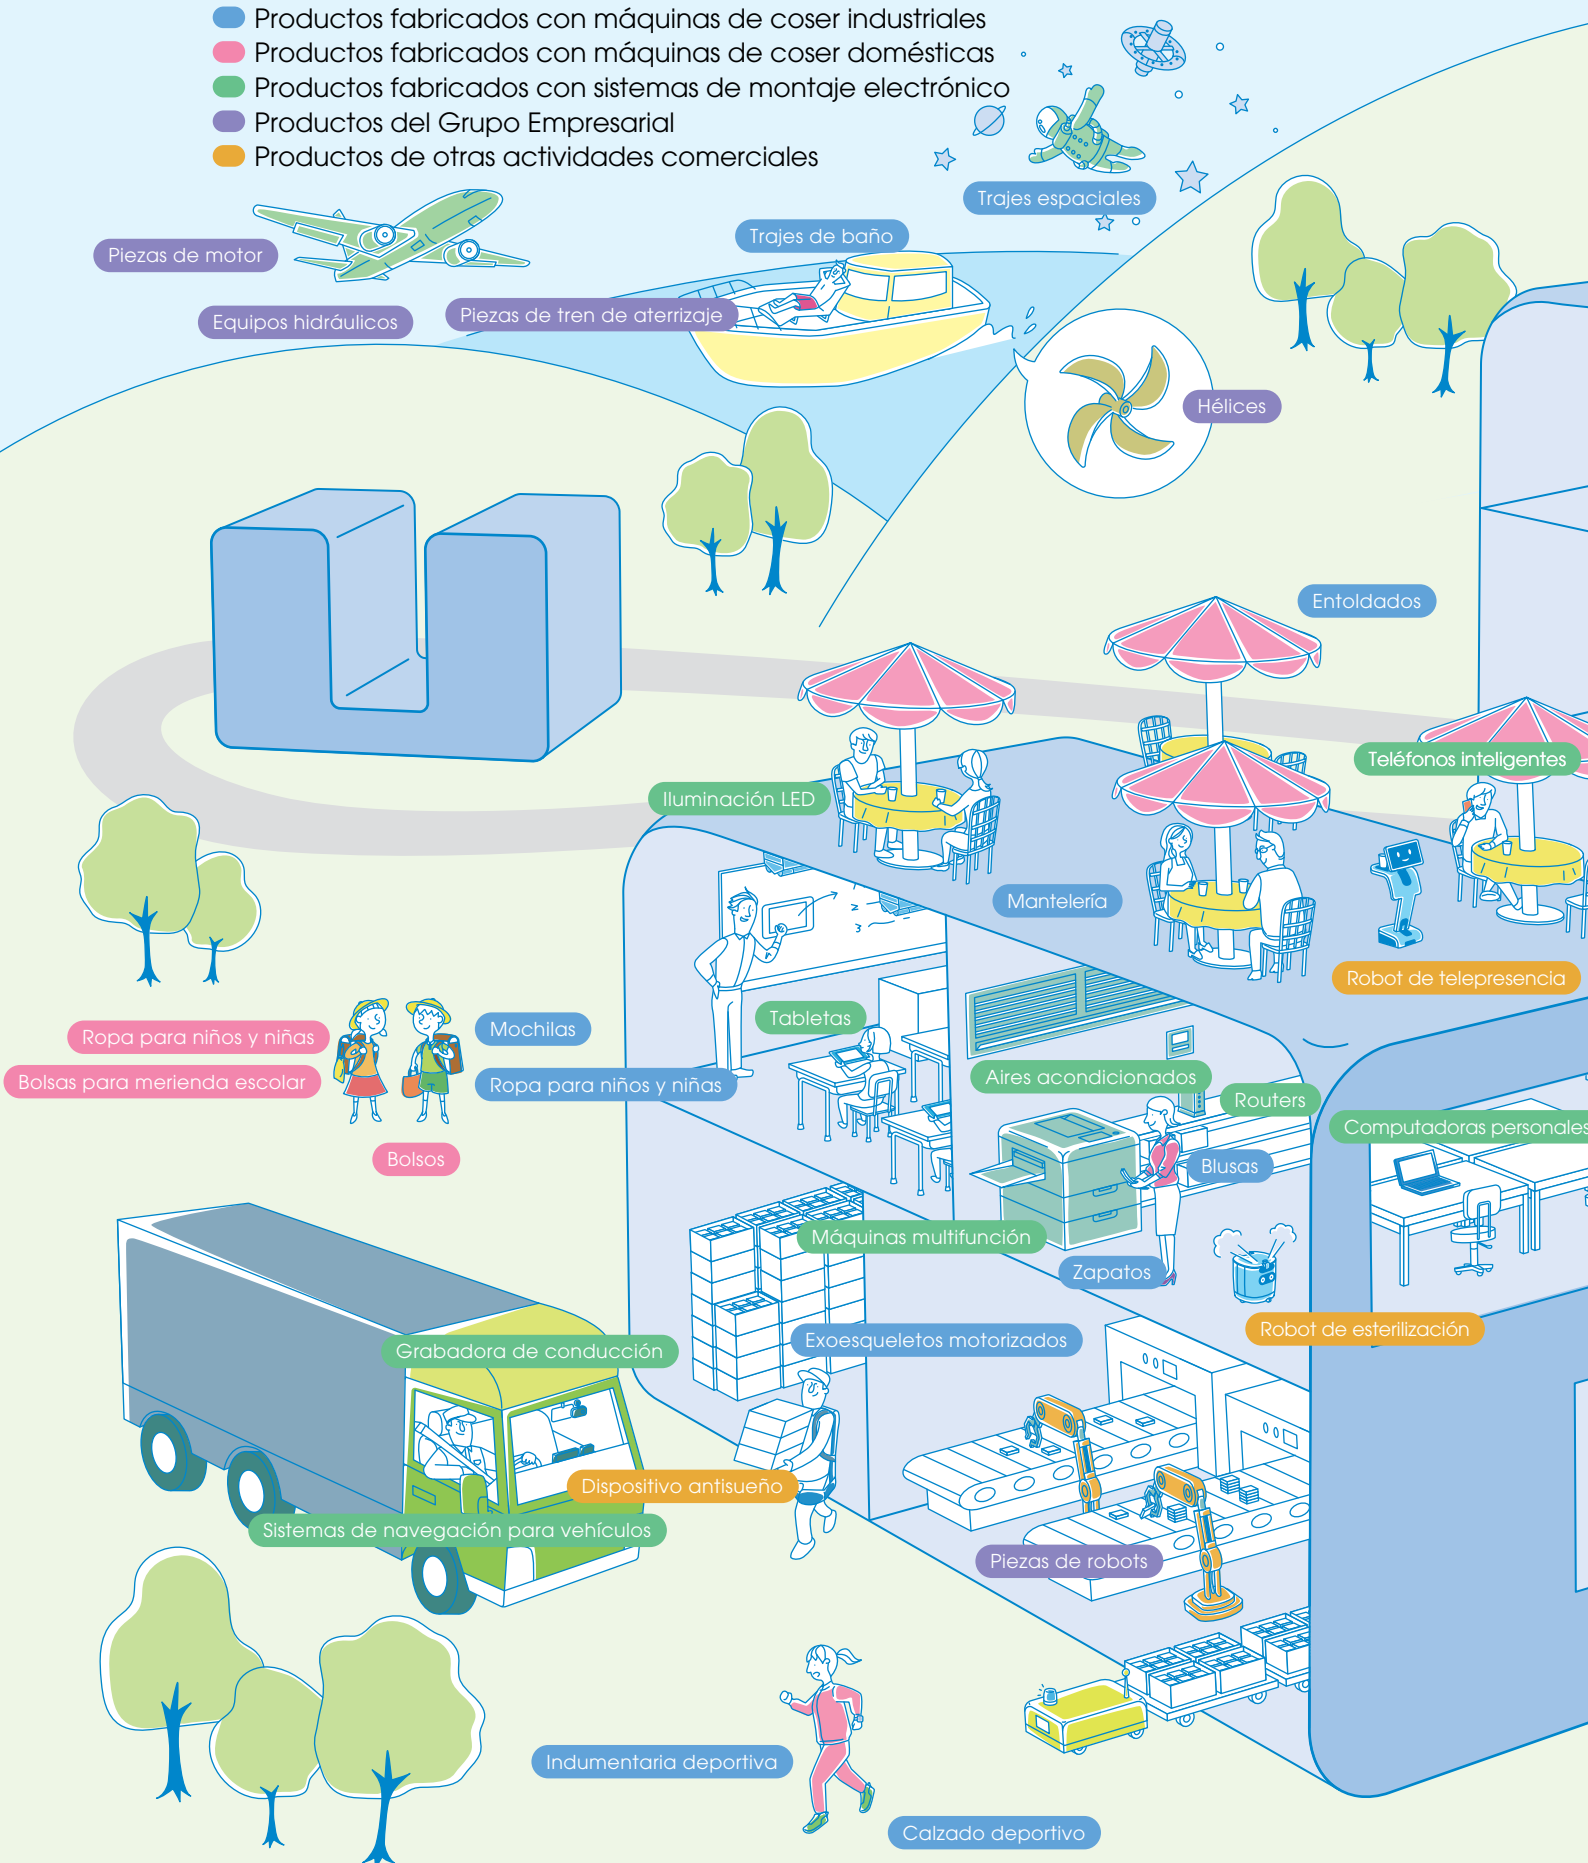 Productos fabricados con máquinas de coser industriales
Productos fabricados con máquinas de coser domésticas
Productos fabricados con sistemas de montaje electrónico
Productos del Grupo Empresarial
Productos de otras actividades comerciales
Trajes espaciales
Trajes de baño
Piezas de motor
Equipos hidráulicos
Piezas de tren de aterrizaje
Hélices
Entoldados
Teléfonos inteligentes
Iluminación LED
Mantelería
Robot de telepresencia
Tabletas
Mochilas
Ropa para niños y niñas
Bolsas para merienda escolar
Ropa para niños y niñas
Aires acondicionados
Routers
Computadoras personales
Bolsos
Blusas
Máquinas multifunción
Zapatos
Robot de esterilización
Exoesqueletos motorizados
Grabadora de conducción
Dispositivo antisueño
Sistemas de navegación para vehículos
Piezas de robots
Indumentaria deportiva
Calzado deportivo